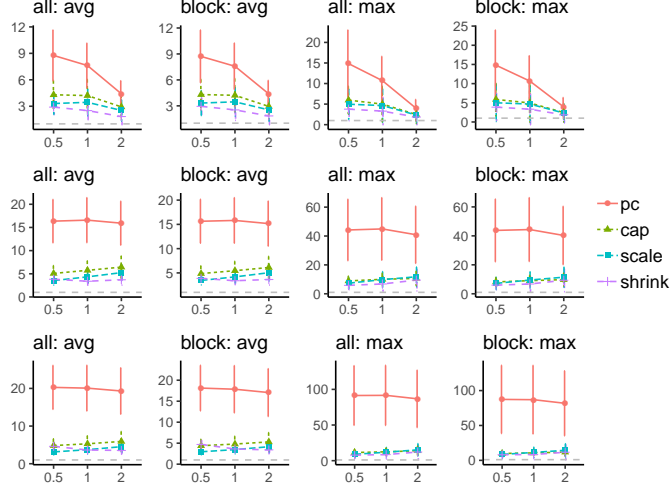 all: avg block: avg all: max block: max
12 12 20 25
9 9 15 20
6 6 10 15
3 3 5 10
0 5
0
0.5 1 2 0.5 1 2 0.5 1 2 0.5 1 2
all: avg block: avg all: max block: max
20 20 60 60
15 15 40 40
10 10 20 20
5 5 0 0
0
0.5 1 2 0.5 1 2 0.5 1 2 0.5 1 2
pc
cap
scale
shrink
all: avg block: avg all: max block: max
20 25 100 100
10 20 50 50
0 15 0 0
10
5
0
0.5 1 2 0.5 1 2 0.5 1 2 0.5 1 2